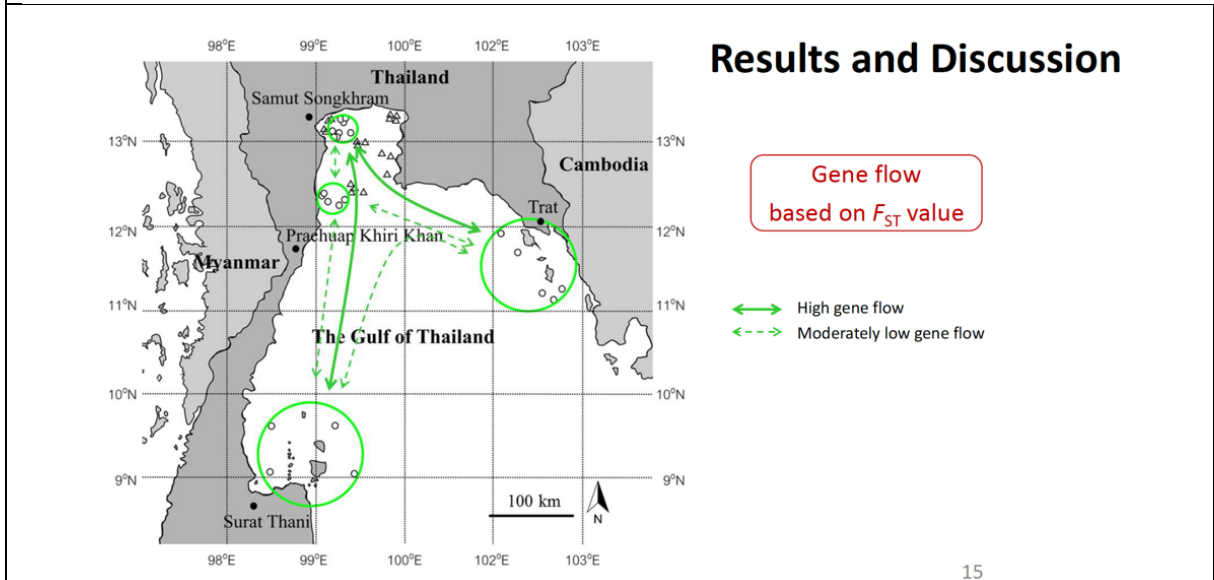 Results and Discussion
98°E 99°E 100°E 102°E 103°E
Thailand
Samut Songkhram
13°N 13°N
Cambodia
Trat
12°N 12°N
Prachuap Khiri Khan
Myanmar
11°N 11°N
The Gulf of Thailand
10°N 10°N
9°N 9°N
100 km
N
Surat Thani
98°E 99°E 100°E 102°E 103°E
Gene flow
based on FST value
High gene flow
Moderately low gene flow
15